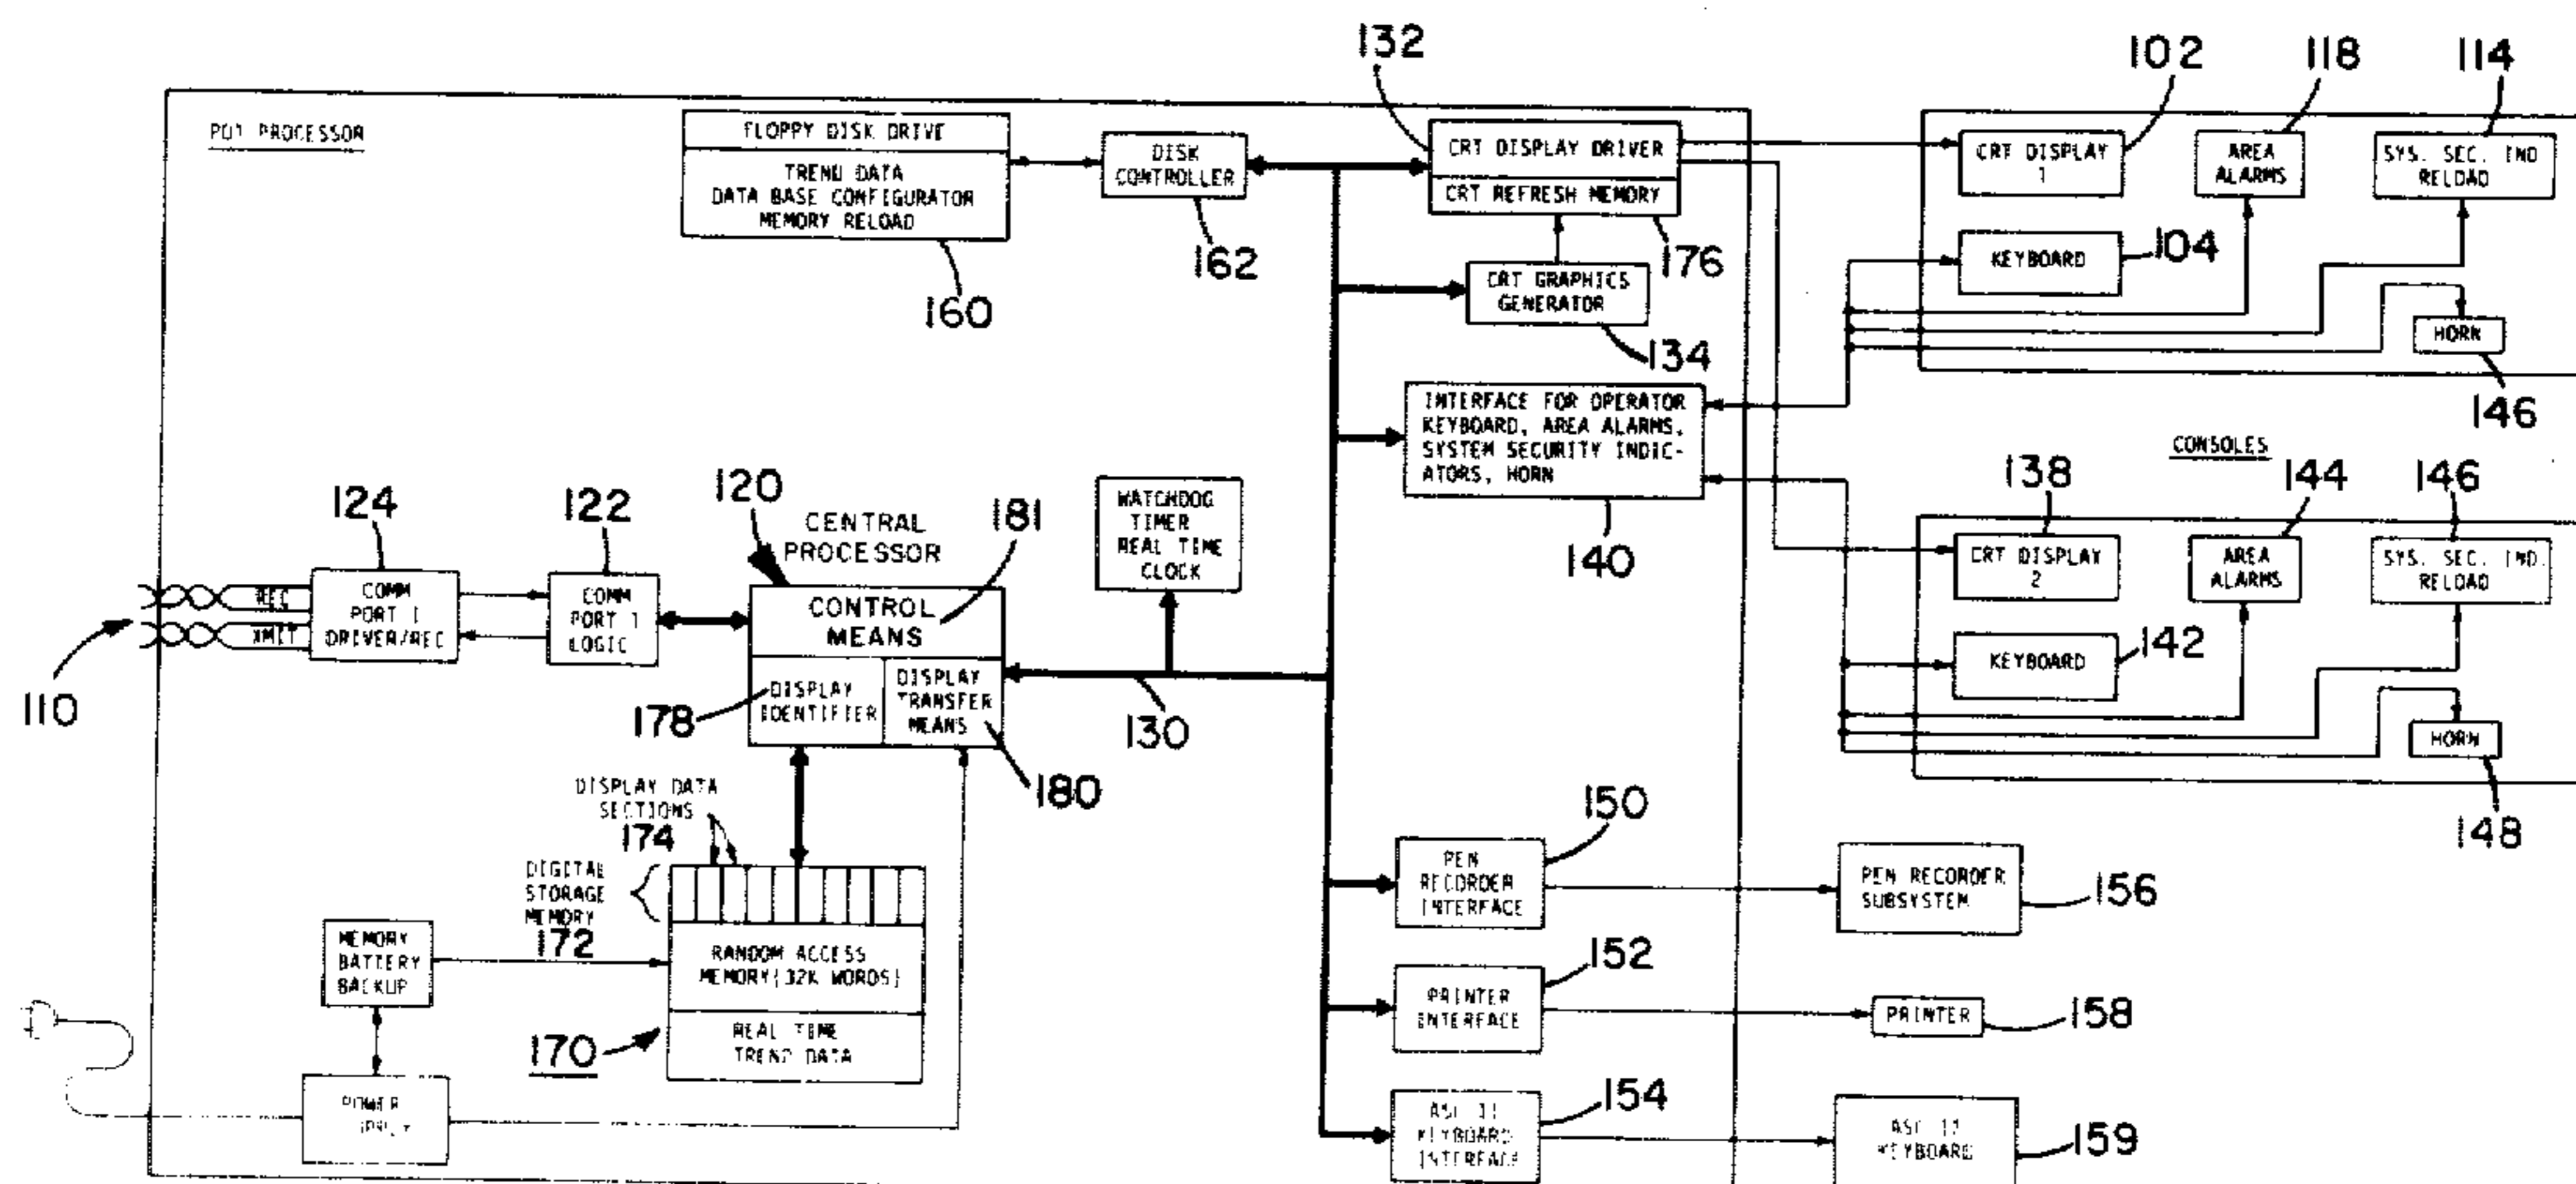 132
102
118
114
PROCESSOR
FLOPPY DISK DRIVE
TREND DATA
DATA BASE CONFIGURATOR
MEMORY RELOAD
160
DISK
CONTROLLER
162
CRT DISPLAY DRIVER
CRT REFRESH MEMORY
176
CRT GRAPHICS
GENERATOR
134
CRT DISPLAY
1
AREA
ALARMS
SYS. SEC. IND
RELOAD
KEYBOARD
104
HORN
146
INTERFACE FOR OPERATOR
KEYBOARD, AREA ALARMS,
SYSTEM SECURITY INDIC-
ATORS, HORN
140
CONSOLES
138
144
146
CRT DISPLAY
2
AREA
ALARMS
SYS. SEC. IND.
RELOAD
KEYBOARD
142
HORN
148
124
122
120
CENTRAL
PROCESSOR
181
WATCHDOG
TIMER
REAL TIME
CLOCK
REC
XMIT
110
COMM
PORT 1
DRIVER/REC
COMM
PORT 1
LOGIC
CONTROL
MEANS
DISPLAY
IDENTIFIER
178
DISPLAY
TRANSFER
MEANS
180
130
DISPLAY DATA
SECTIONS
174
DIGITAL
STORAGE
MEMORY
172
MEMORY
BATTERY
BACKUP
RANDOM ACCESS
MEMORY (32K WORDS)
REAL TIME
TREND DATA
170
POWER
150
PEN
RECORDER
INTERFACE
PEN RECORDER
SUBSYSTEM
156
152
PRINTER
INTERFACE
PRINTER
158
154
ASC II
KEYBOARD
INTERFACE
ASC II
KEYBOARD
159